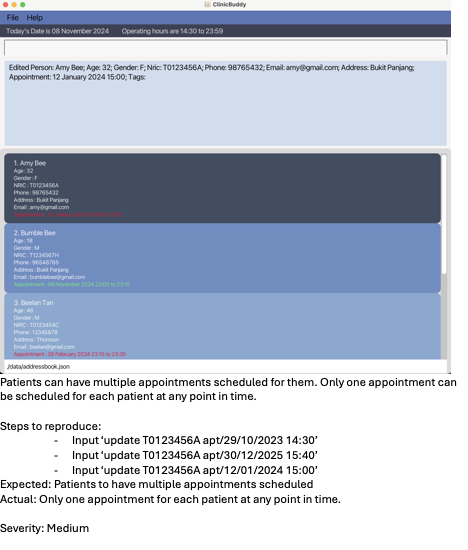 ClinicBuddy
File Help
Today's Date is 08 November 2024 Operating hours are 14:30 to 23:59
Edited Person: Amy Bee; Age: 32; Gender: F; Nric: T0123456A; Phone: 98765432; Email: amy@gmail.com; Address: Bukit Panjang;
Appointment: 12 January 2024 15:00; Tags:
1. Amy Bee
Age : 32
Gender : F
NRIC : T0123456A
Phone : 98765432
Address : Bukit Panjang
Email : amy@gmail.com
2. Bumble Bee
Age : 18
Gender : M
NRIC : T1234567H
Phone : 96548765
Address : Bukit Panjang
Email : bumblebee@gmail.com
Appointment : 08 November 2024 23:00 to 23:15
3. Beelan Tan
Age : 46
Gender : M
NRIC : T0123454C
Phone : 12345678
Address : Thomson
Email : beelan@gmail.com
Appointment : 28 February 2024 23:15 to 23:30
./data/addressbook.json
Patients can have multiple appointments scheduled for them. Only one appointment can
be scheduled for each patient at any point in time.
Steps to reproduce:
- Input ‘update T0123456A apt/29/10/2023 14:30’
- Input ‘update T0123456A apt/30/12/2025 15:40’
- Input ‘update T0123456A apt/12/01/2024 15:00’
Expected: Patients to have multiple appointments scheduled
Actual: Only one appointment for each patient at any point in time.
Severity: Medium